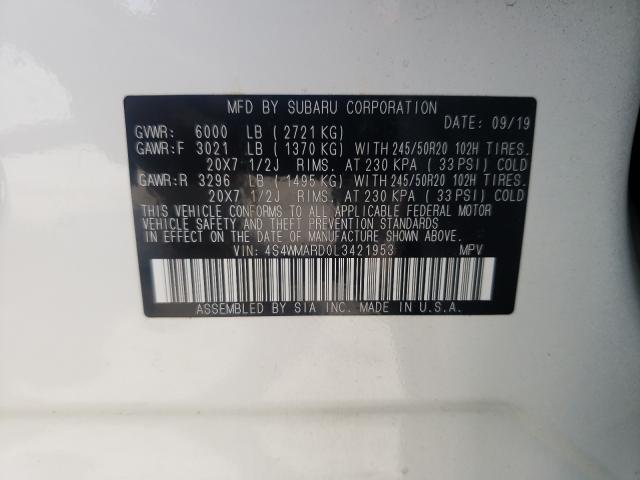 MFD BY SUBARU CORPORATION
DATE: 09/19
GVWR: 6000 LB ( 2721 KG)
GAWR:F 3021 LB ( 1370 KG) WITH 245/50R20 102H TIRES.
20X7 1/2J RIMS. AT 230 KPA ( 33 PSI) COLD
GAWR:R 3296 LB ( 1495 KG) WITH 245/50R20 102H TIRES.
20X7 1/2J RIMS. AT 230 KPA ( 33 PSI) COLD
THIS VEHICLE CONFORMS TO ALL APPLICABLE FEDERAL MOTOR
VEHICLE SAFETY AND THEFT PREVENTION STANDARDS
IN EFFECT ON THE DATE OF MANUFACTURE SHOWN ABOVE.
VIN: 4S4WMARD0L3421953 MPV
ASSEMBLED BY SIA INC. MADE IN U.S.A.